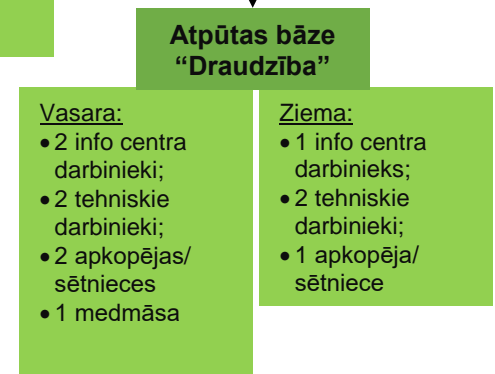 Atpūtas bāze
“Draudzība”
Vasara:
• 2 info centra
darbinieki;
• 2 tehniskie
darbinieki;
• 2 apkopējas/
sētnieces
• 1 medmāsa
Ziema:
• 1 info centra
darbinieks;
• 2 tehniskie
darbinieki;
• 1 apkopēja/
sētniece